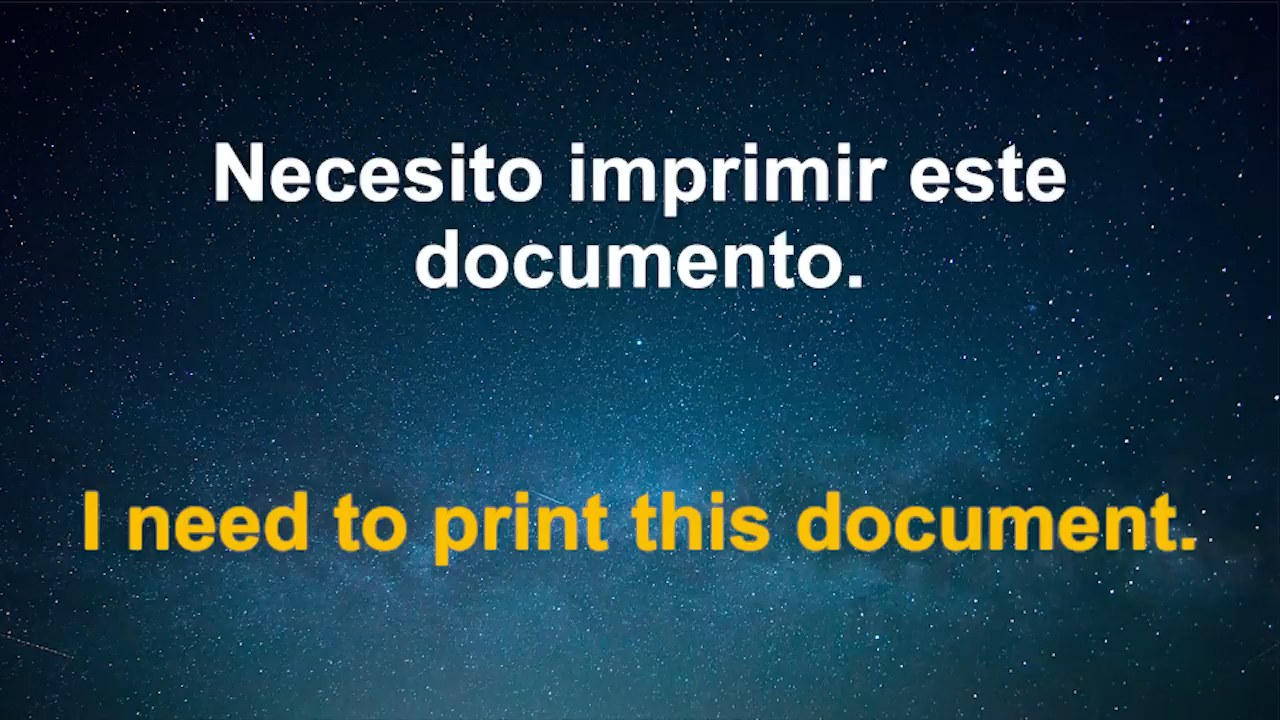 Necesito imprimir este
documento.
I need to print this document.